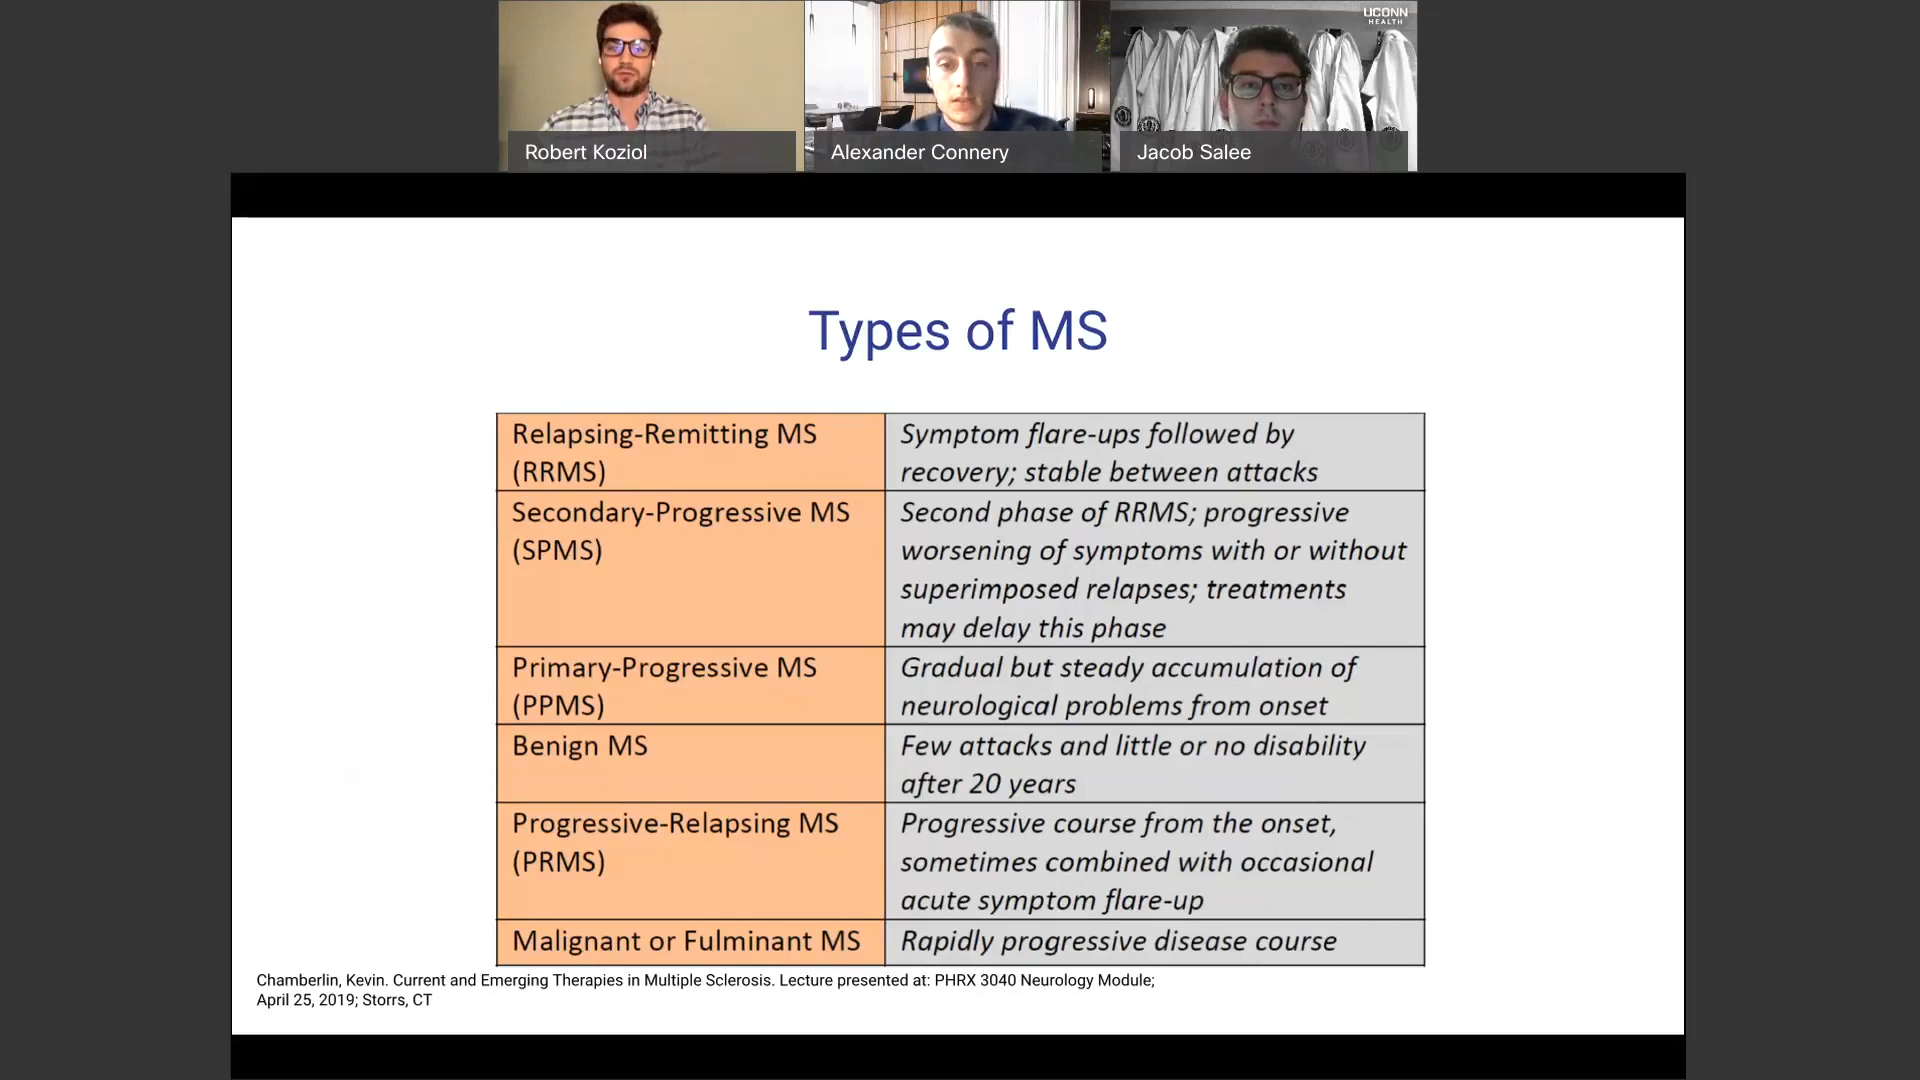 UCONN
HEALTH
Robert Koziol
Alexander Connery
Jacob Salee
Types of MS
Relapsing-Remitting MS
(RRMS)
Symptom flare-ups followed by
recovery; stable between attacks
Secondary-Progressive MS
(SPMS)
Second phase of RRMS; progressive
worsening of symptoms with or without
superimposed relapses; treatments
may delay this phase
Primary-Progressive MS
(PPMS)
Gradual but steady accumulation of
neurological problems from onset
Benign MS
Few attacks and little or no disability
after 20 years
Progressive-Relapsing MS
(PRMS)
Progressive course from the onset,
sometimes combined with occasional
acute symptom flare-up
Malignant or Fulminant MS
Rapidly progressive disease course
Chamberlin, Kevin. Current and Emerging Therapies in Multiple Sclerosis. Lecture presented at: PHRX 3040 Neurology Module;
April 25, 2019; Storrs, CT